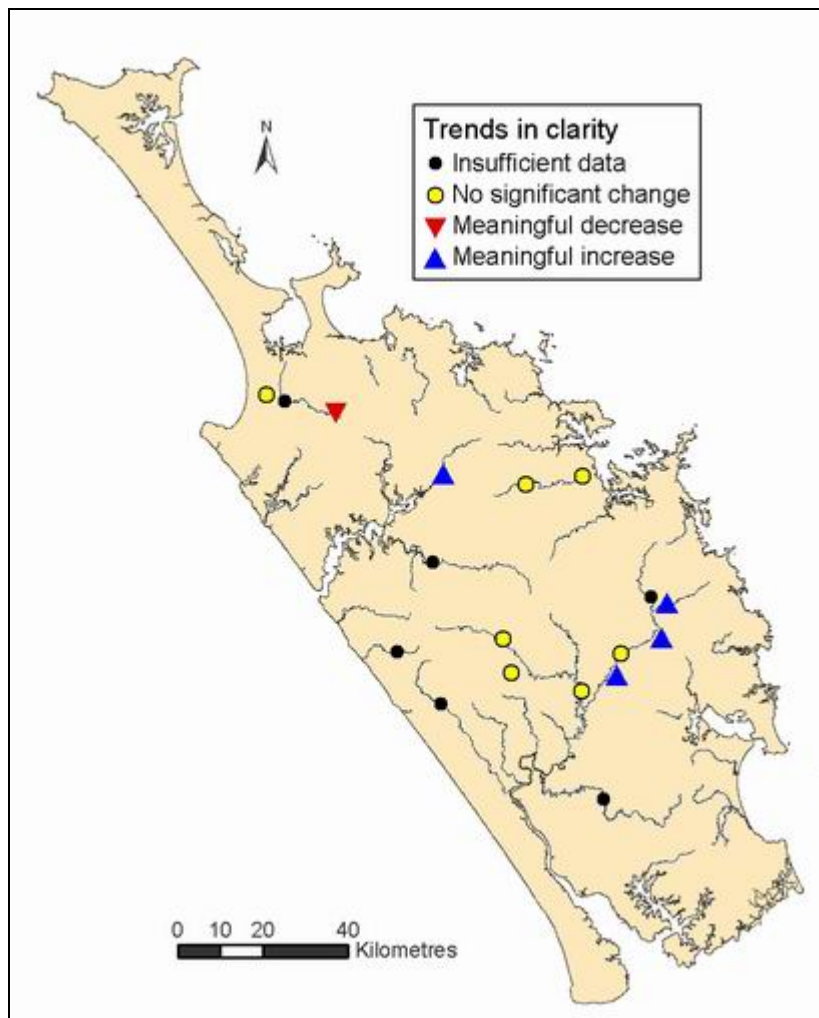 N
Trends in clarity
Insufficient data
No significant change
Meaningful decrease
Meaningful increase
0 10 20 40
Kilometres